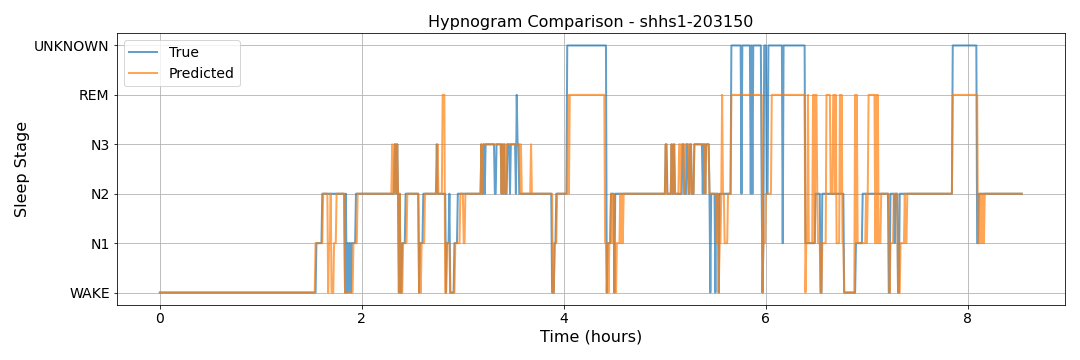 Hypnogram Comparison - shhs1-203150
True
Predicted
Sleep Stage
UNKNOWN
REM
N3
N2
N1
WAKE
0 2 4 6 8
Time (hours)